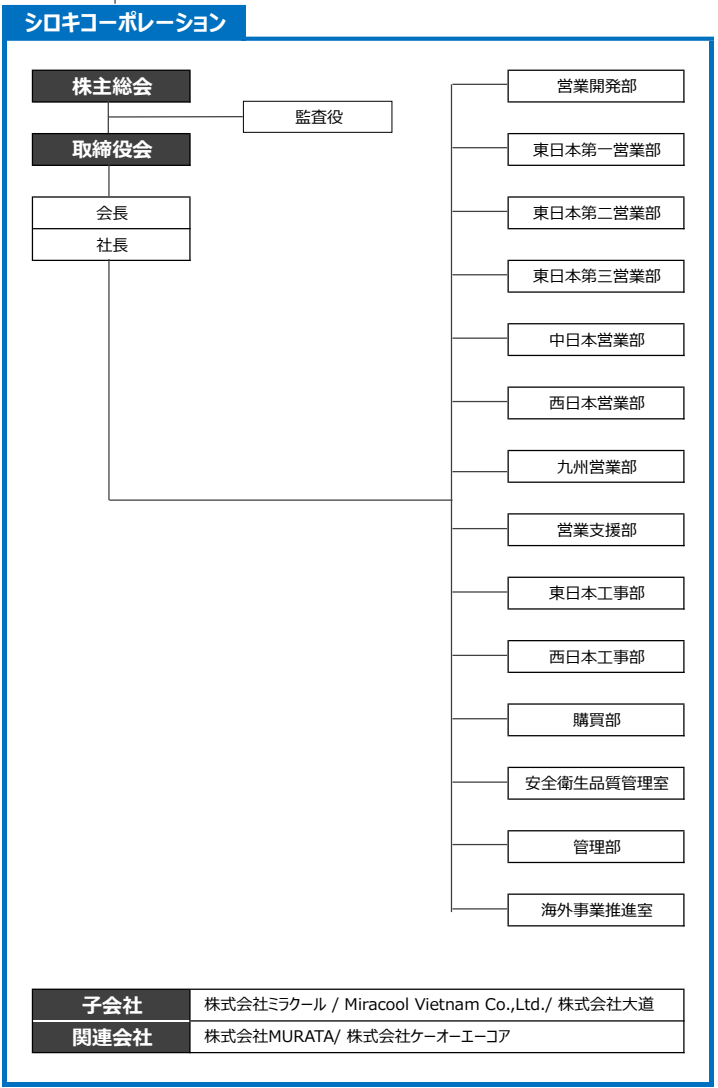 シロキコーポレーション
株主総会
監査役
取締役会
会長
社長
営業開発部
東日本第一営業部
東日本第二営業部
東日本第三営業部
中日本営業部
西日本営業部
九州営業部
営業支援部
東日本工事部
西日本工事部
購買部
安全衛生品質管理室
管理部
海外事業推進室
子会社 株式会社ミラクール / Miracool Vietnam Co.,Ltd./ 株式会社大道
関連会社 株式会社MURATA/ 株式会社ケーオーエーコア